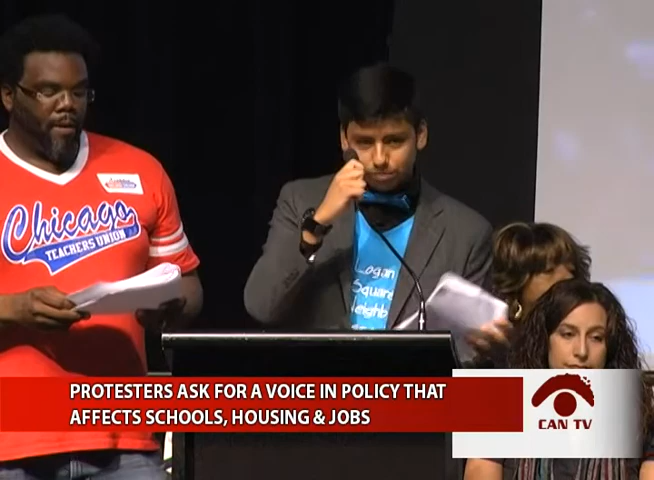 Chicago
TEACHERS UNION
Logan
Square
PROTESTERS ASK FOR A VOICE IN POLICY THAT
AFFECTS SCHOOLS, HOUSING & JOBS
CAN TV